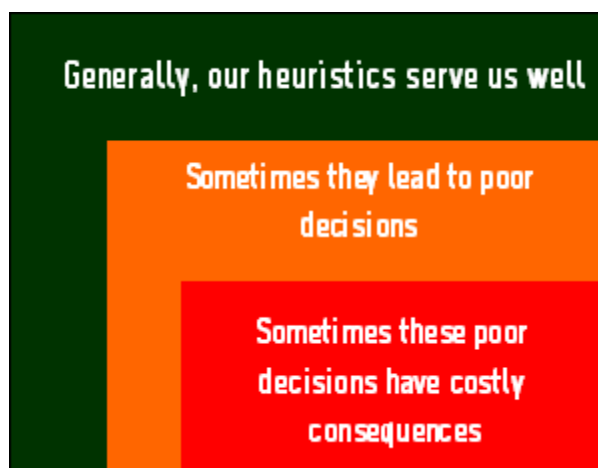 Generally, our heuristics serve us well
Sometimes they lead to poor
decisions
Sometimes these poor
decisions have costly
consequences